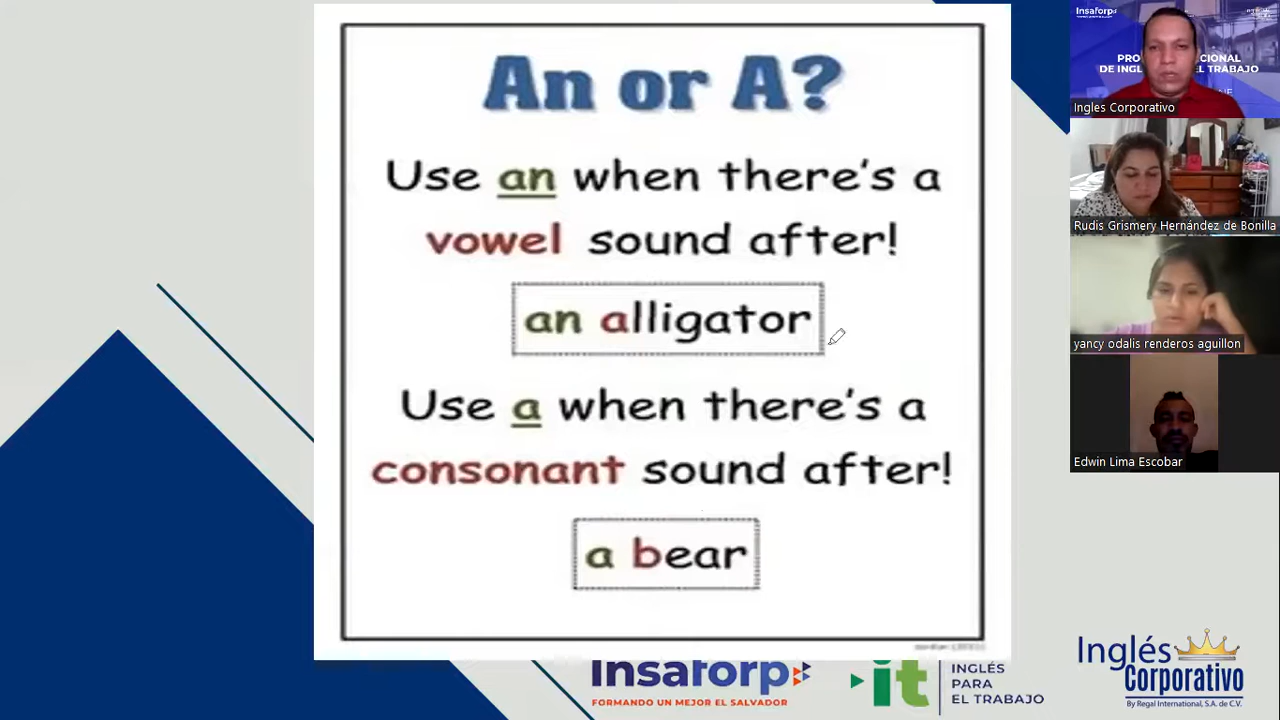 An or A?
Use an when there's a
vowel sound after!
an alligator
Use a when there's a
consonant sound after!
a bear
Insaforp
FORMANDO UN MEJOR EL SALVADOR
it
INGLÉS
PARA
EL TRABAJO
Inglés
Corporativo
By Regal International, S.A. de C.V.
Insaforp
Ingles Corporativo
Rudis Grismery Hernández de Bonilla
yancy odalis renderos aguillon
Edwin Lima Escobar